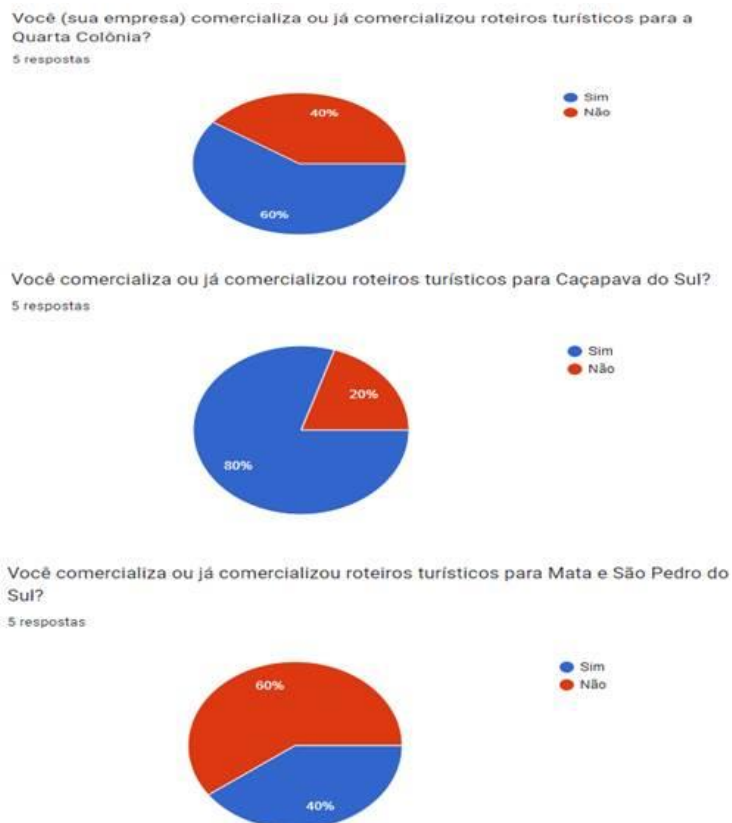 Você (sua empresa) comercializa ou já comercializou roteiros turísticos para a
Quarta Colônia?
5 respostas
40%
60%
Sim
Não
Você comercializa ou já comercializou roteiros turísticos para Caçapava do Sul?
5 respostas
20%
80%
Sim
Não
Você comercializa ou já comercializou roteiros turísticos para Mata e São Pedro do
Sul?
5 respostas
60%
40%
Sim
Não